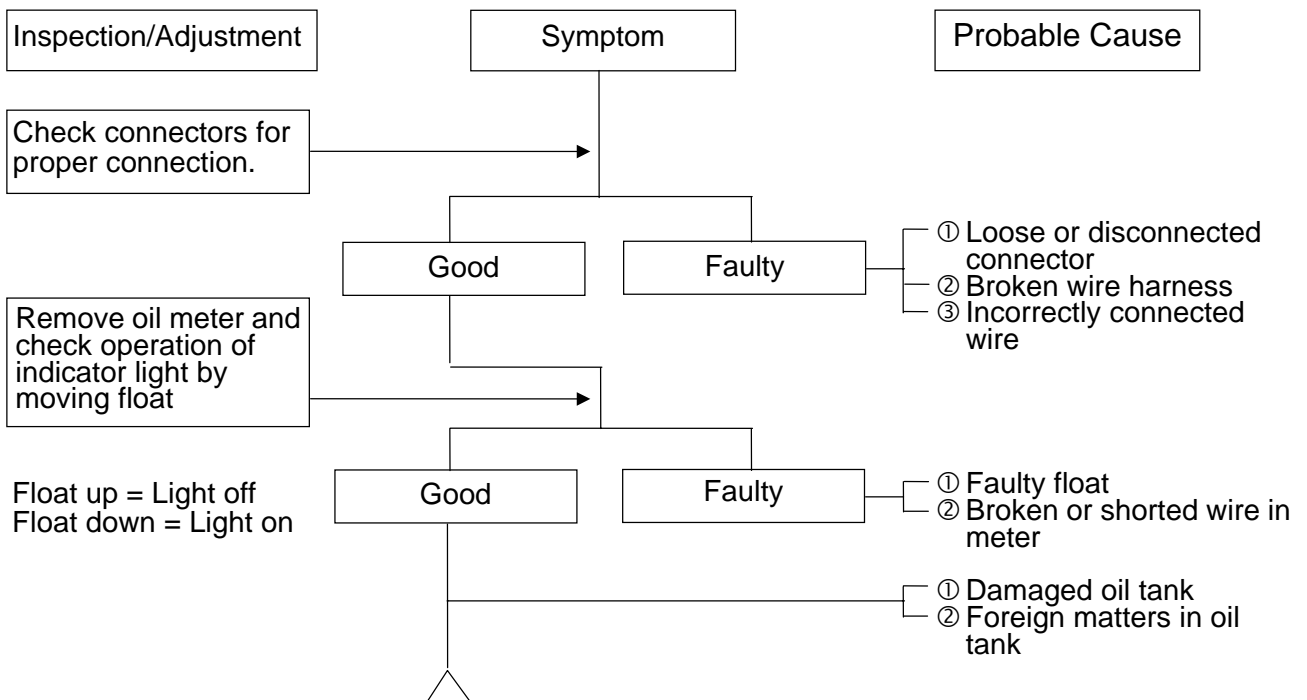 Inspection/Adjustment
Symptom
Probable Cause
Check connectors for
proper connection.
Good
Faulty
① Loose or disconnected
connector
② Broken wire harness
③ Incorrectly connected
wire
Remove oil meter and
check operation of
indicator light by
moving float
Float up = Light off
Float down = Light on
Good
Faulty
① Faulty float
② Broken or shorted wire in
meter
① Damaged oil tank
② Foreign matters in oil
tank